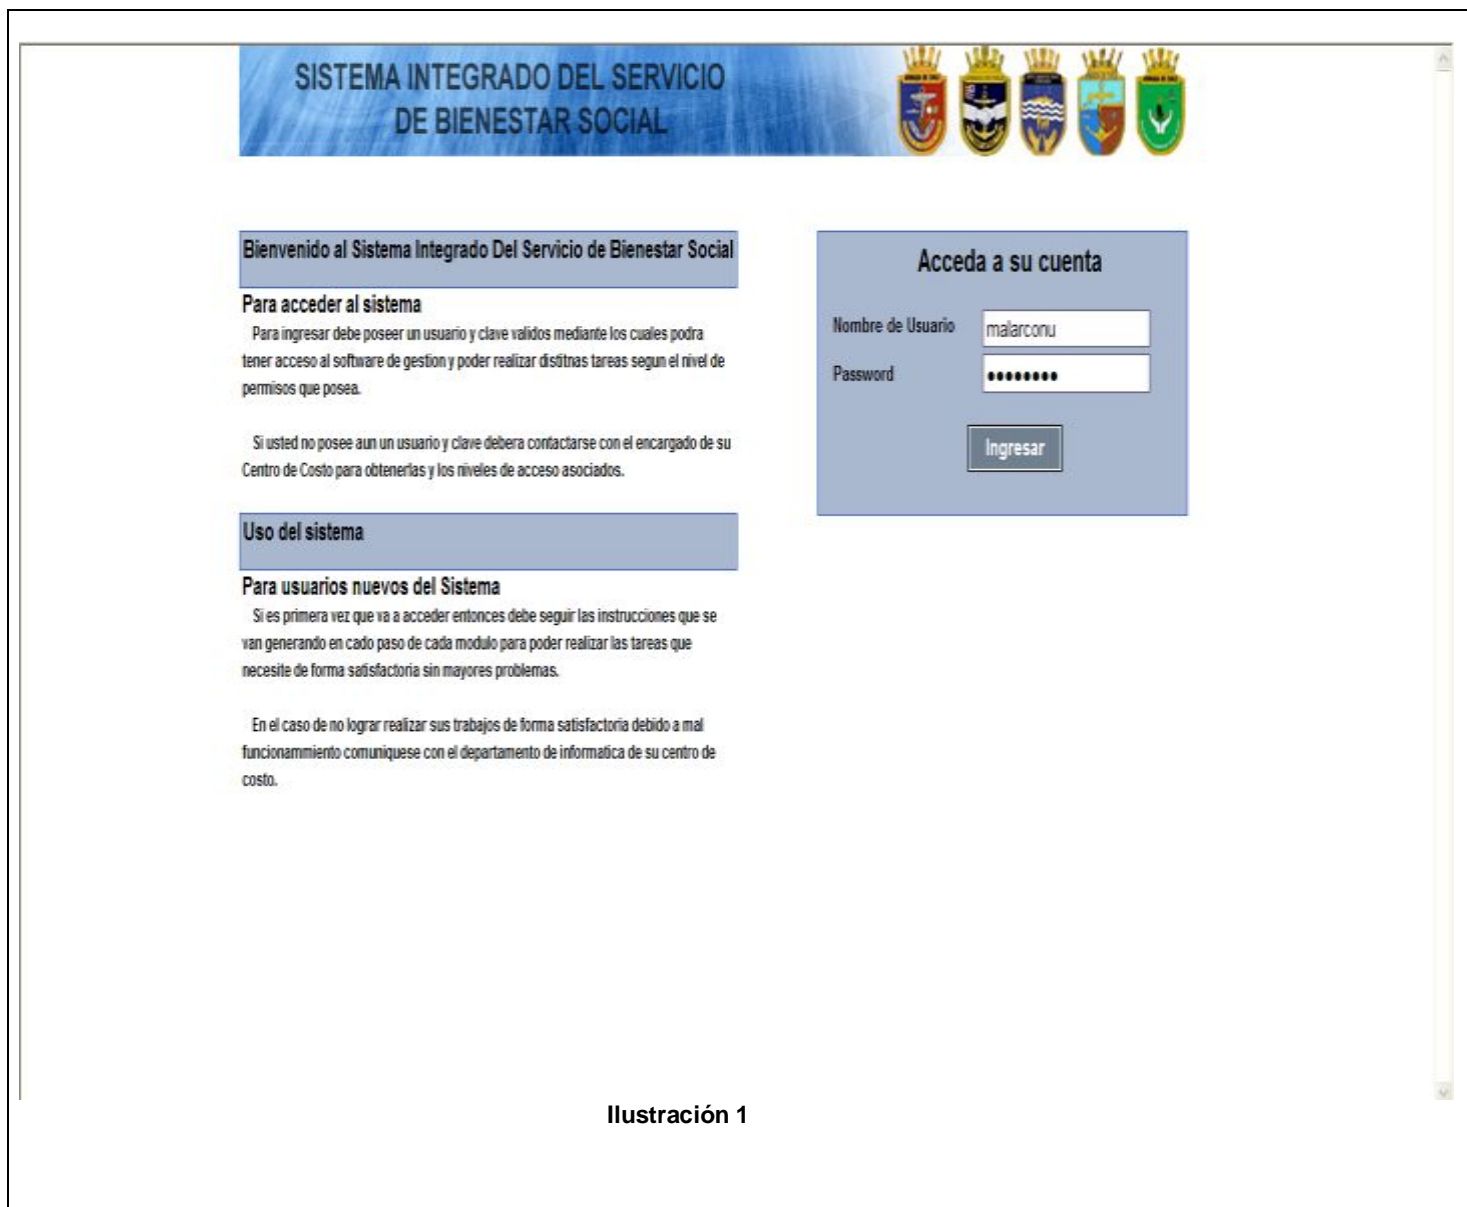 SISTEMA INTEGRADO DEL SERVICIO
DE BIENESTAR SOCIAL
Bienvenido al Sistema Integrado Del Servicio de Bienestar Social
Para acceder al sistema
Para ingresar debe poseer un usuario y clave validos mediante los cuales podra
tener acceso al software de gestion y poder realizar distitnas tareas segun el nivel de
permisos que posea.
Si usted no posee aun un usuario y clave debera contactarse con el encargado de su
Centro de Costo para obtenerlas y los niveles de acceso asociados.
Uso del sistema
Para usuarios nuevos del Sistema
Si es primera vez que va a acceder entonces debe seguir las instrucciones que se
van generando en cado paso de cada modulo para poder realizar las tareas que
necesite de forma satisfactoria sin mayores problemas.
En el caso de no lograr realizar sus trabajos de forma satisfactoria debido a mal
funcionammiento comuniquese con el departamento de informatica de su centro de
costo.
Acceda a su cuenta
Nombre de Usuario malarconu
Password ●●●●●●●●
Ingresar
Ilustración 1